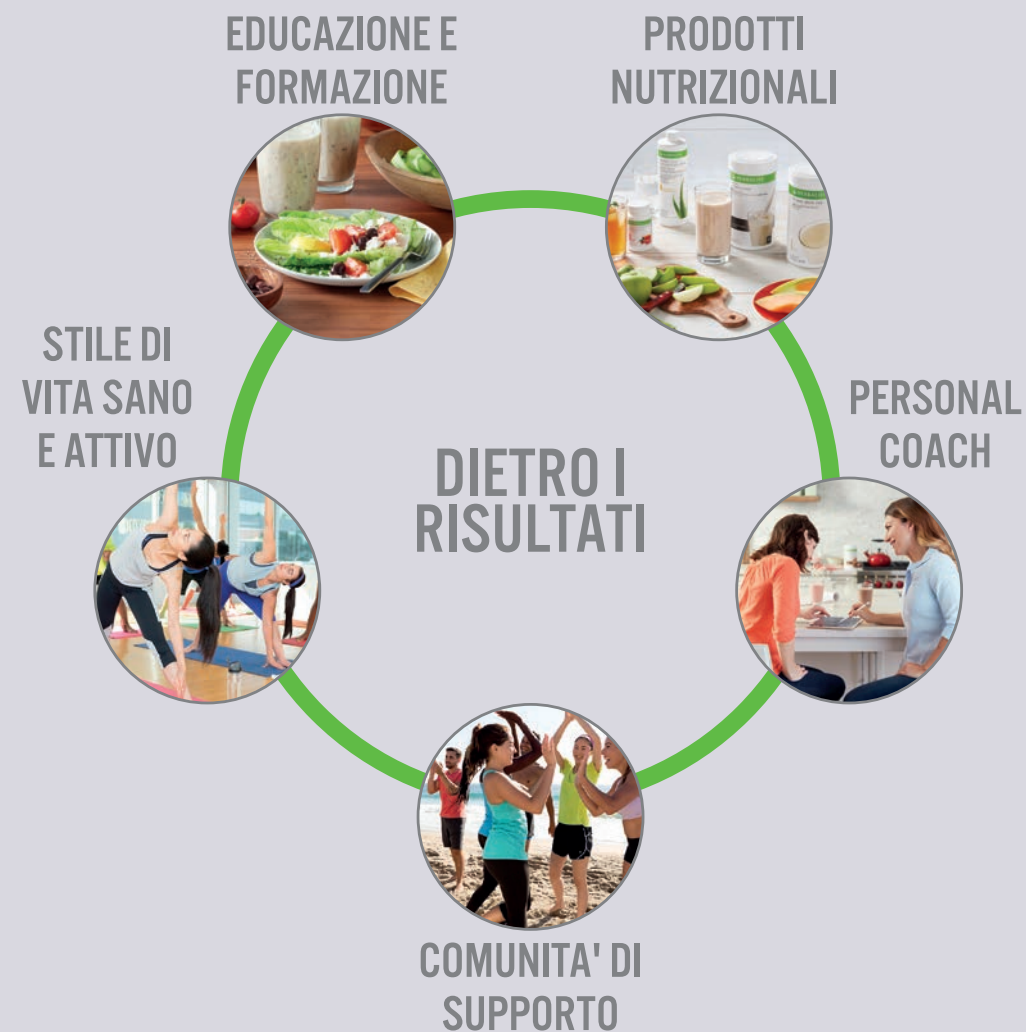 EDUCAZIONE E
FORMAZIONE
PRODOTTI
NUTRIZIONALI
STILE DI
VITA SANO
E ATTIVO
PERSONAL
COACH
DIETRO I
RISULTATI
COMUNITA' DI
SUPPORTO